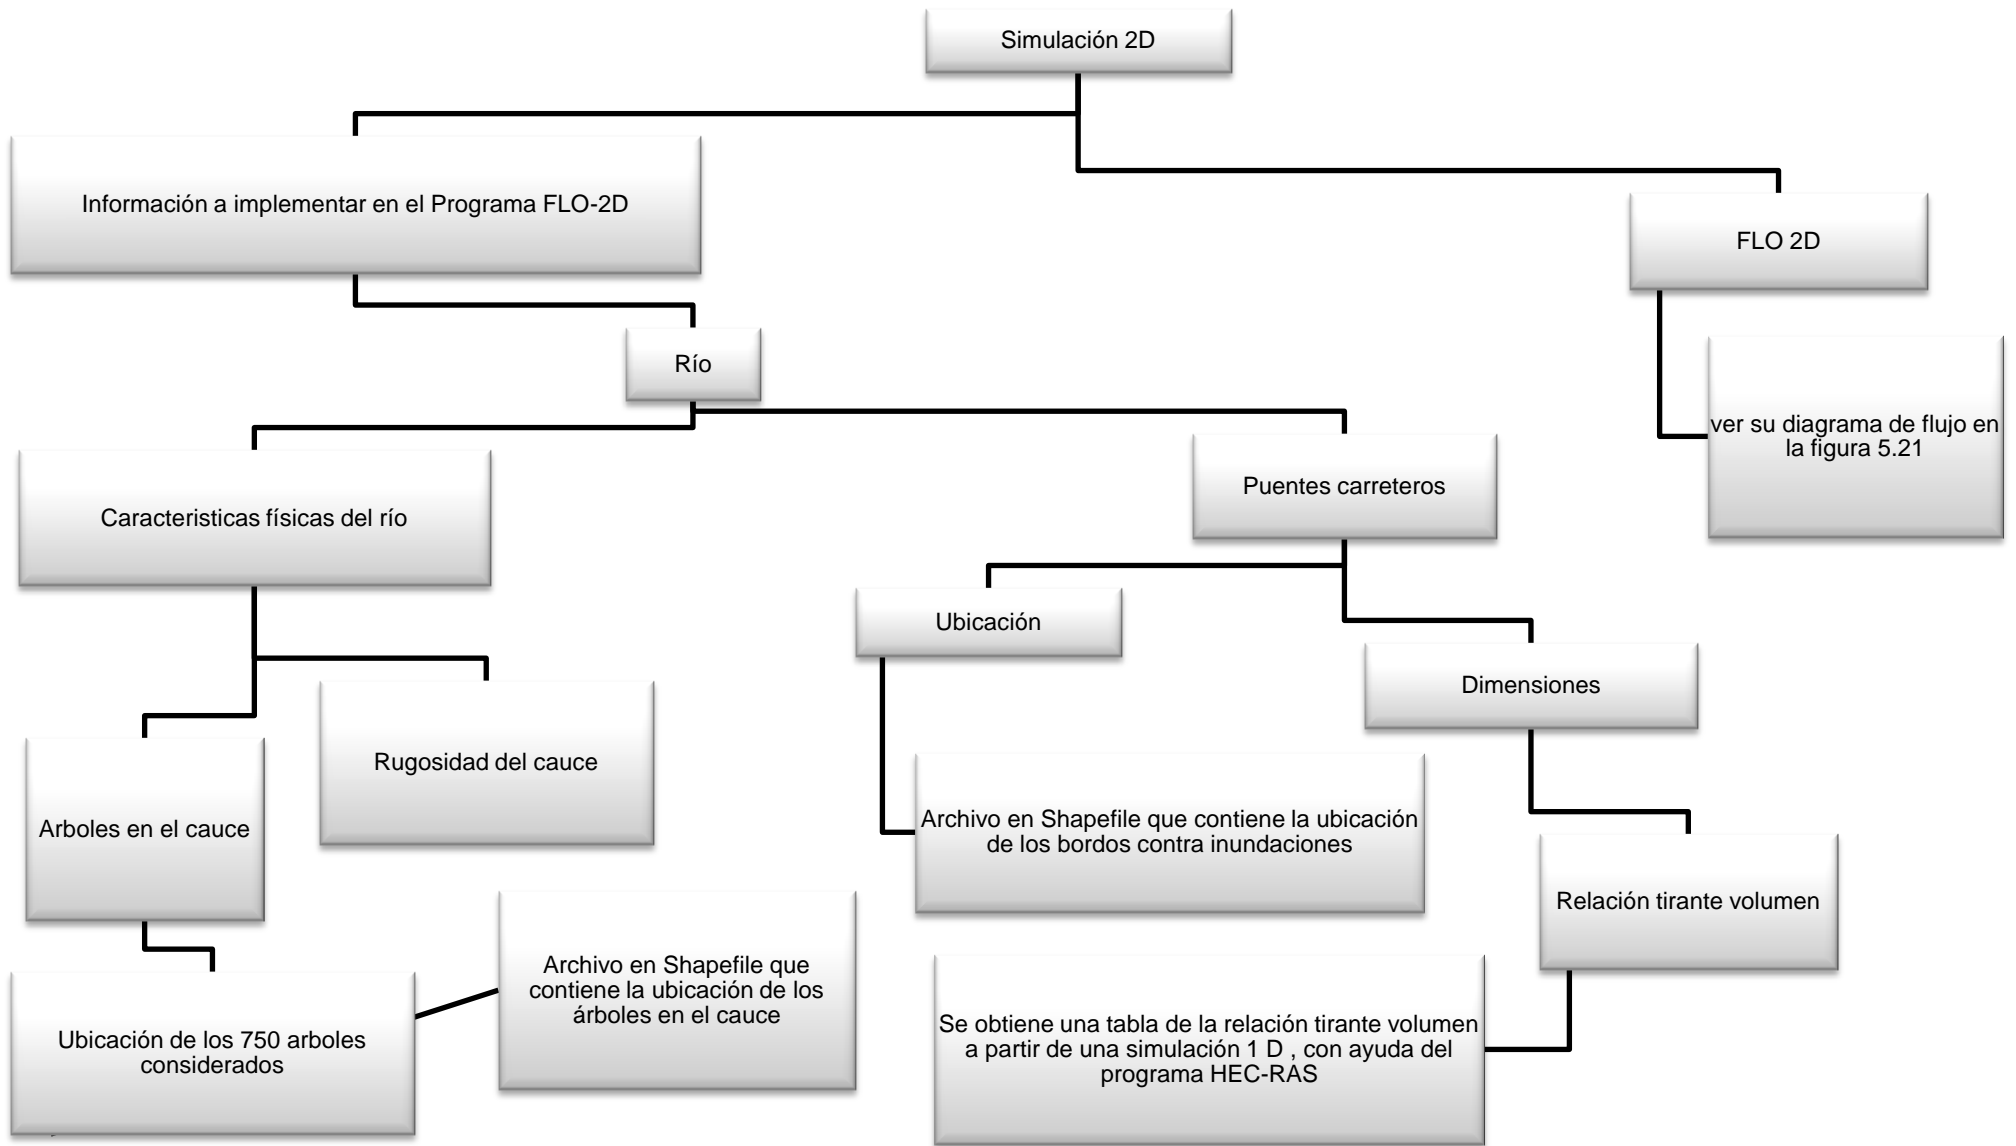 Simulación 2D
Información a implementar en el Programa FLO-2D
FLO 2D
Río
ver su diagrama de flujo en
la figura 5.21
Puentes carreteros
Caracteristicas físicas del río
Ubicación
Dimensiones
Rugosidad del cauce
Arboles en el cauce
Archivo en Shapefile que contiene la ubicación
de los bordos contra inundaciones
Relación tirante volumen
Archivo en Shapefile que
contiene la ubicación de los
árboles en el cauce
Ubicación de los 750 arboles
considerados
Se obtiene una tabla de la relación tirante volumen
a partir de una simulación 1 D , con ayuda del
programa HEC-RAS